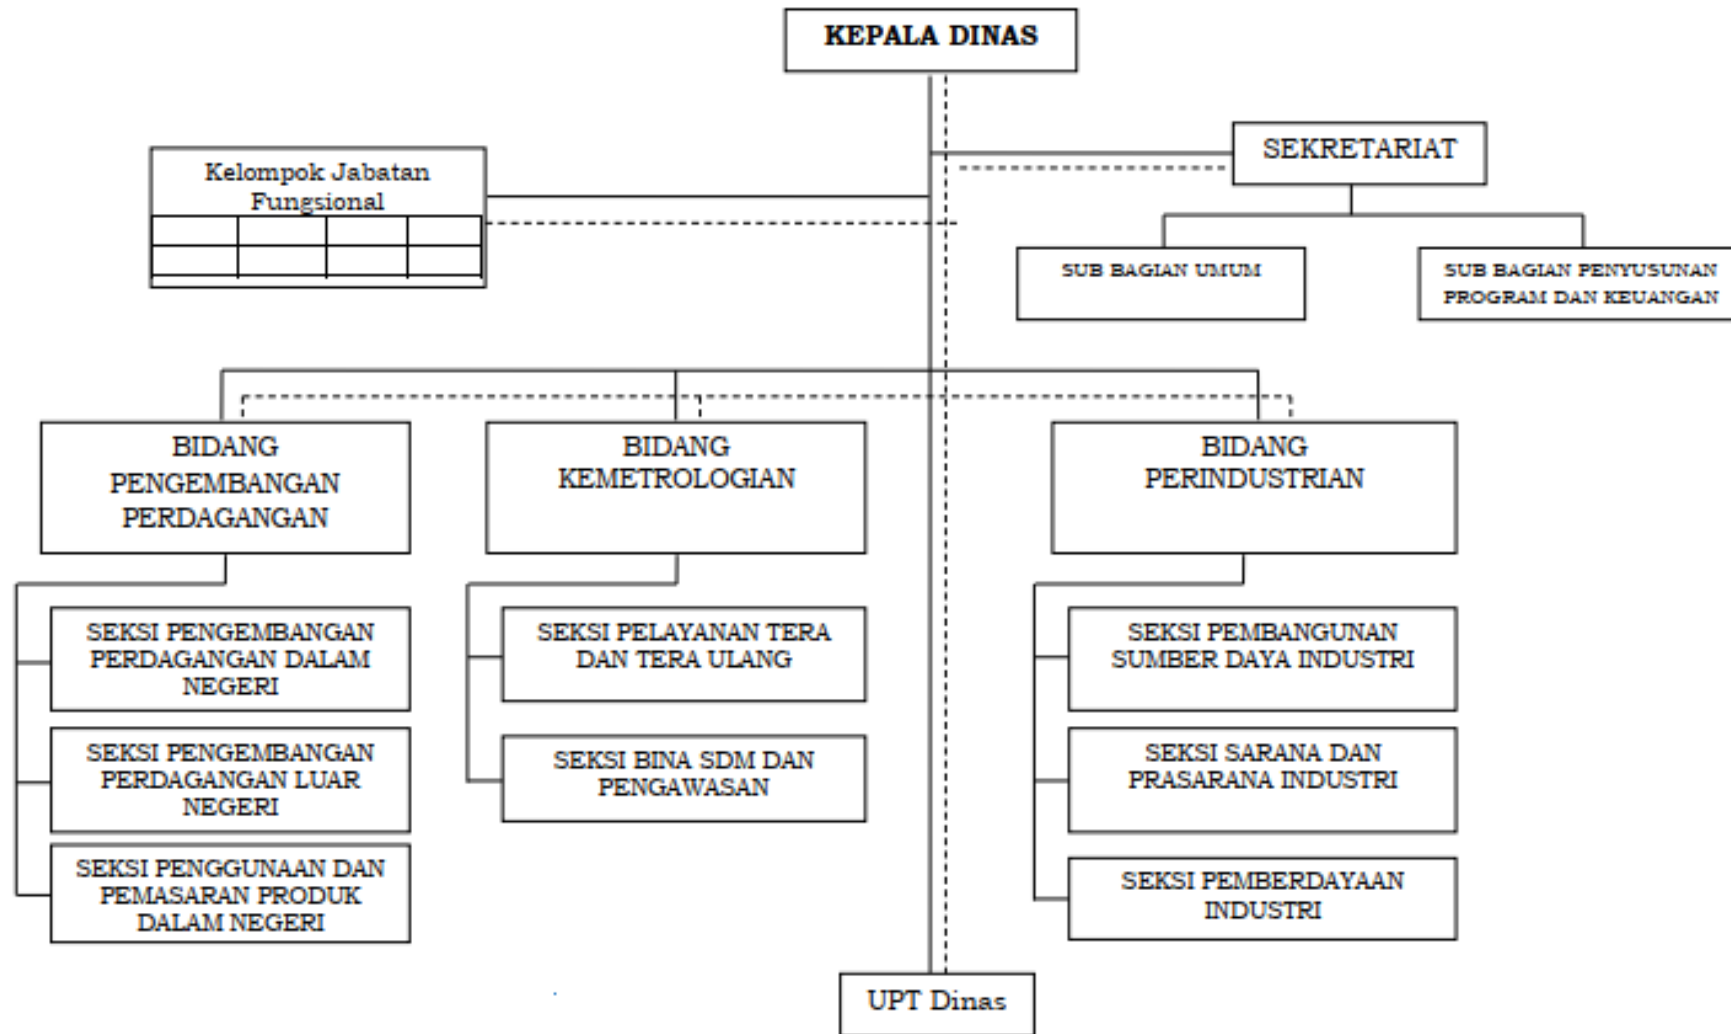 KEPALA DINAS
SEKRETARIAT
Kelompok Jabatan
Fungsional
SUB BAGIAN UMUM
SUB BAGIAN PENYUSUNAN
PROGRAM DAN KEUANGAN
BIDANG
PENGEMBANGAN
PERDAGANGAN
BIDANG
KEMETROLOGIAN
BIDANG
PERINDUSTRIAN
SEKSI PENGEMBANGAN
PERDAGANGAN DALAM
NEGERI
SEKSI PELAYANAN TERA
DAN TERA ULANG
SEKSI PEMBANGUNAN
SUMBER DAYA INDUSTRI
SEKSI PENGEMBANGAN
PERDAGANGAN LUAR
NEGERI
SEKSI BINA SDM DAN
PENGAWASAN
SEKSI SARANA DAN
PRASARANA INDUSTRI
SEKSI PENGGUNAAN DAN
PEMASARAN PRODUK
DALAM NEGERI
SEKSI PEMBERDAYAAN
INDUSTRI
UPT Dinas